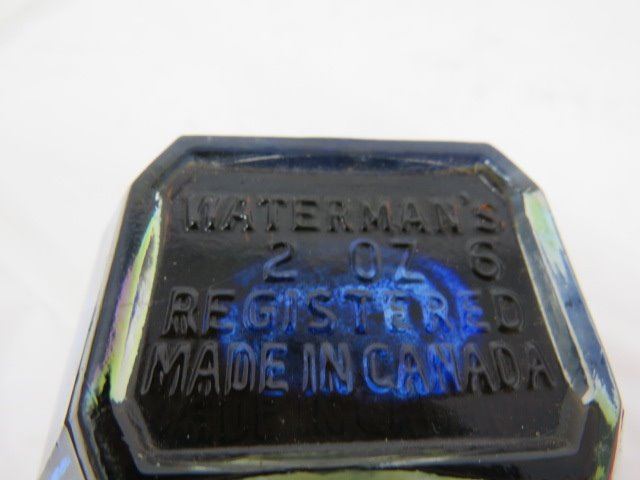 WATERMAN'S
2 OZ 6
REGISTERED
MADE IN CANADA